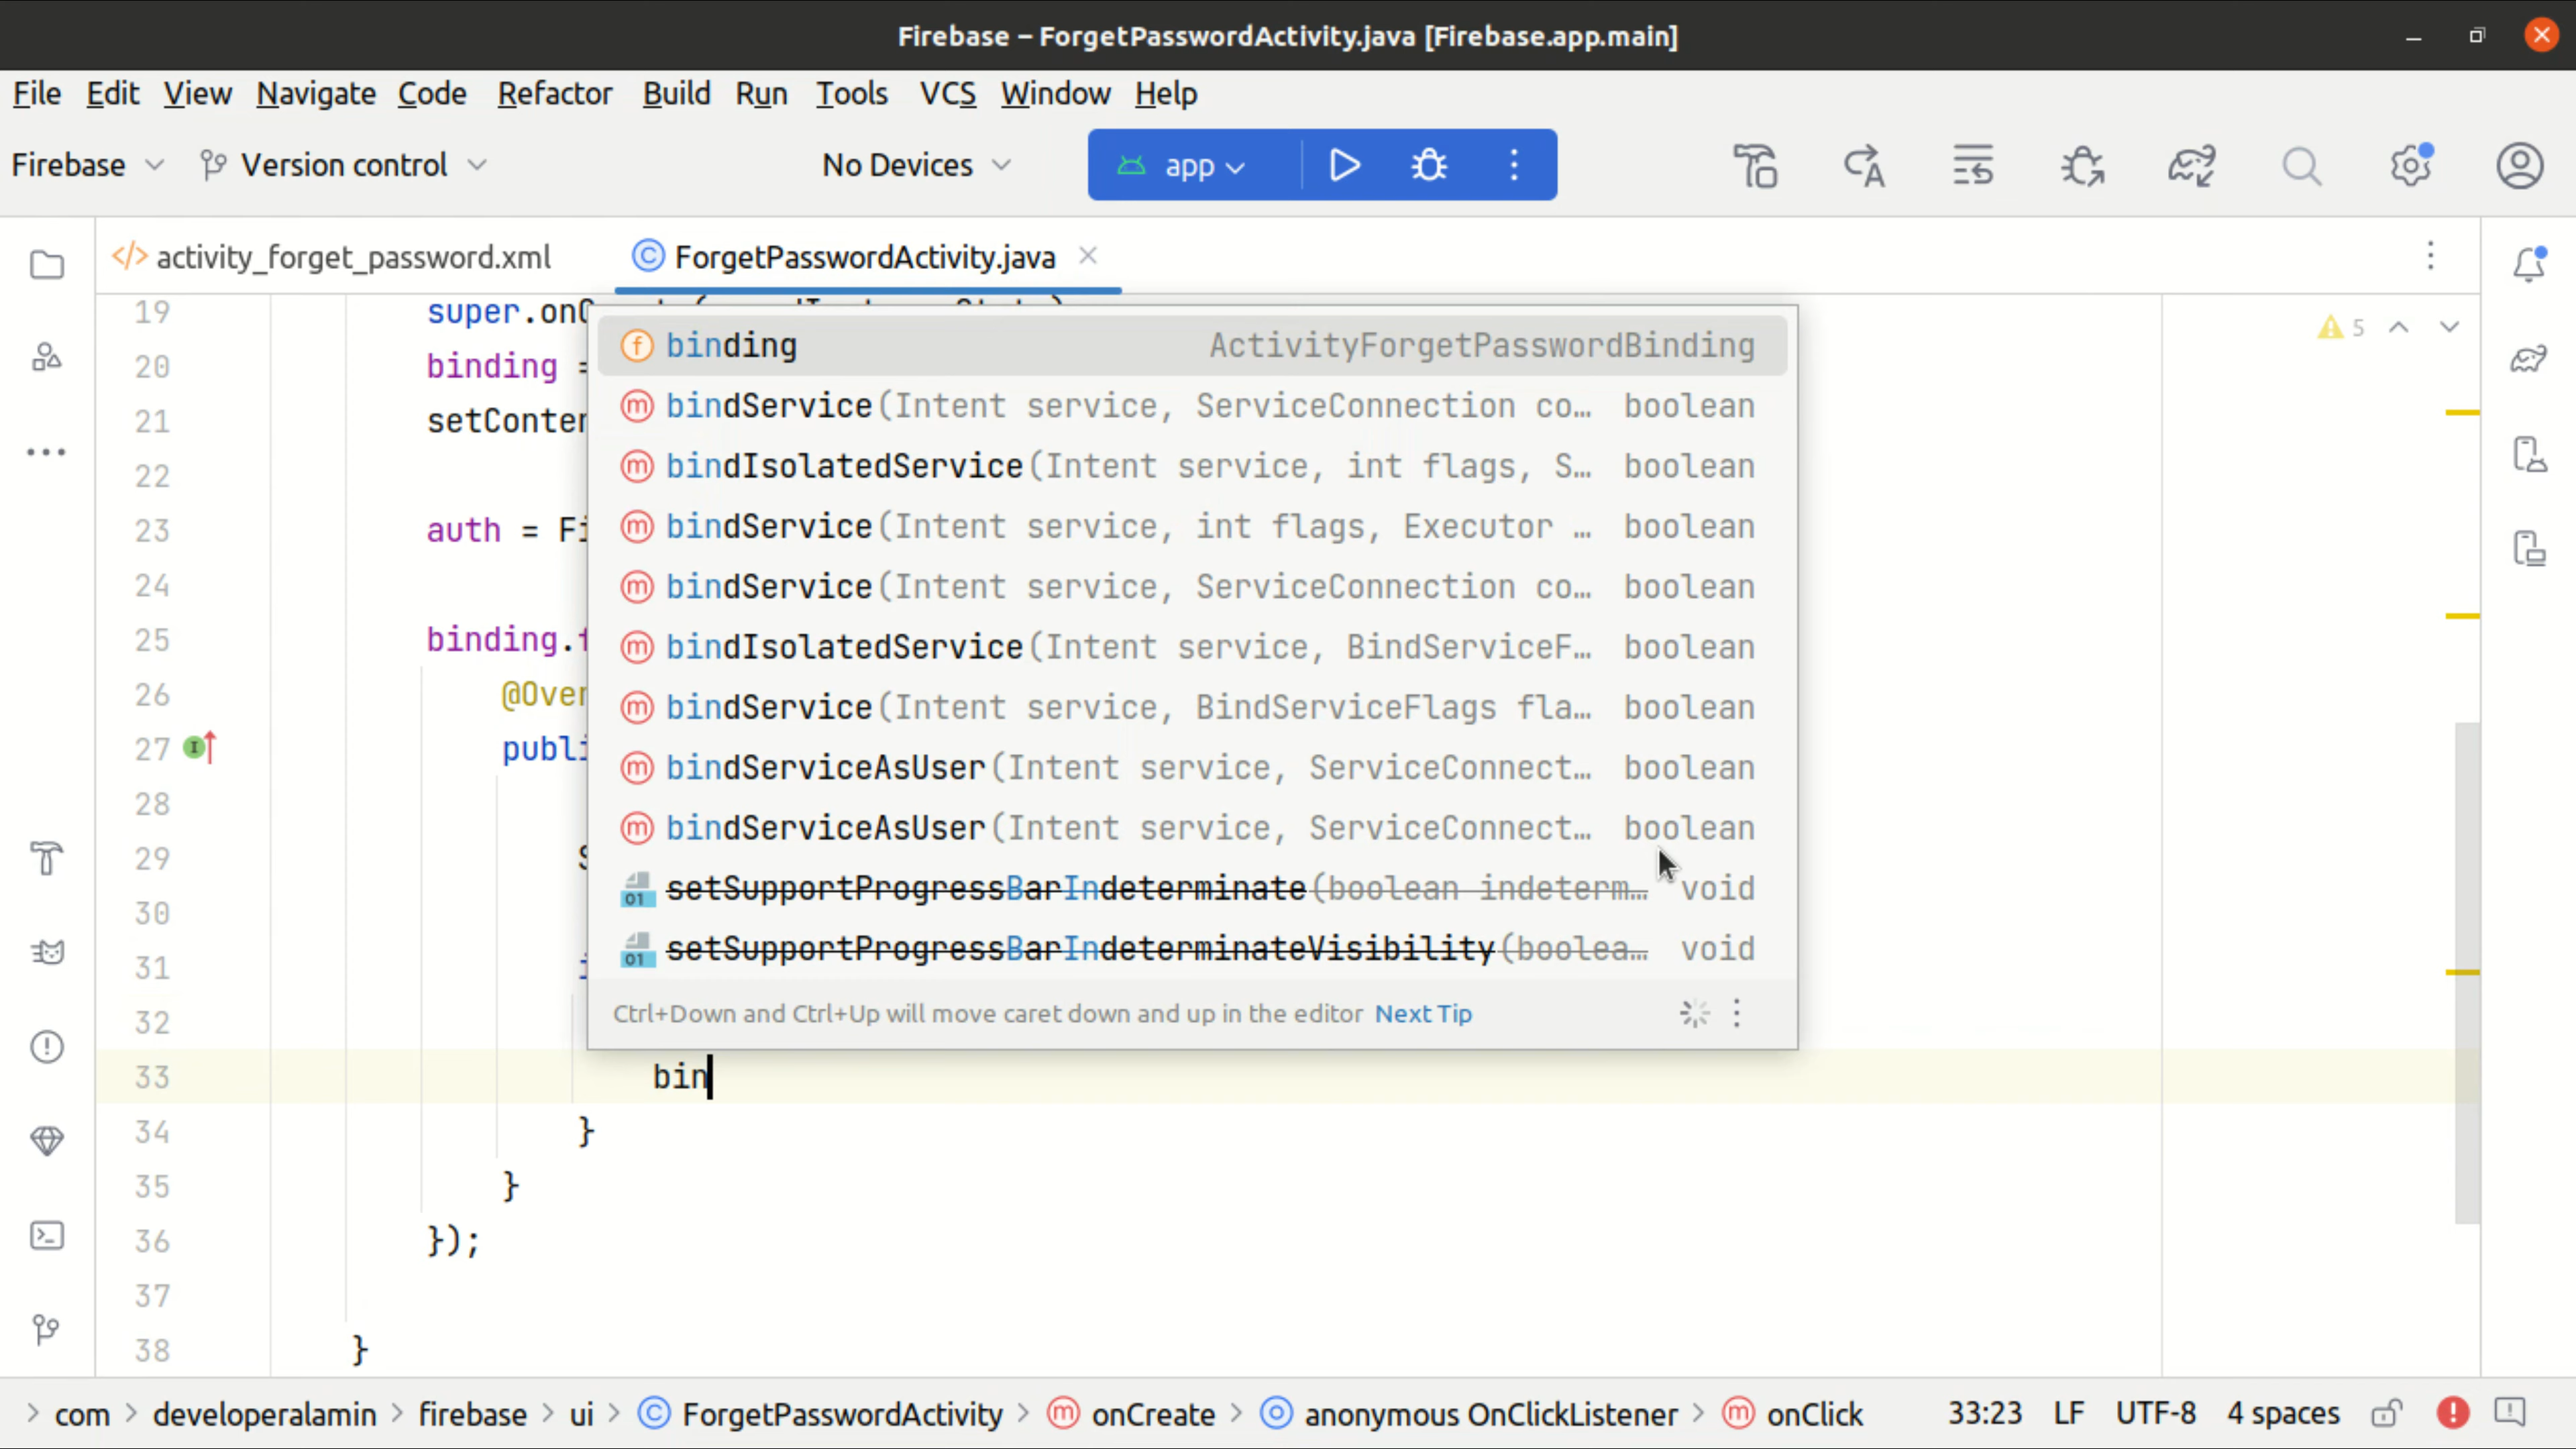 Firebase – ForgetPasswordActivity.java [Firebase.app.main]
File Edit View Navigate Code Refactor Build Run Tools VCS Window Help
Firebase Version control No Devices app
activity_forget_password.xml ForgetPasswordActivity.java
19 super.on
20 binding =
21 setConten
22
23 auth = Fi
24
25 binding.f
26 @Over
27 publi
28
29 S
30
31 i
32
binding ActivityForgetPasswordBinding
bindService(Intent service, ServiceConnection co… boolean
bindIsolatedService(Intent service, int flags, S… boolean
bindService(Intent service, int flags, Executor … boolean
bindService(Intent service, ServiceConnection co… boolean
bindIsolatedService(Intent service, BindServiceF… boolean
bindService(Intent service, BindServiceFlags fla… boolean
bindServiceAsUser(Intent service, ServiceConnect… boolean
bindServiceAsUser(Intent service, ServiceConnect… boolean
setSupportProgressBarIndeterminate(boolean indeterm… void
setSupportProgressBarIndeterminateVisibility(boolea… void
Ctrl+Down and Ctrl+Up will move caret down and up in the editor Next Tip
5
33 bin
34 }
35 }
36 });
37
38 }
> com > developeralamin > firebase > ui > ForgetPasswordActivity > onCreate > anonymous OnClickListener > onClick 33:23 LF UTF-8 4 spaces